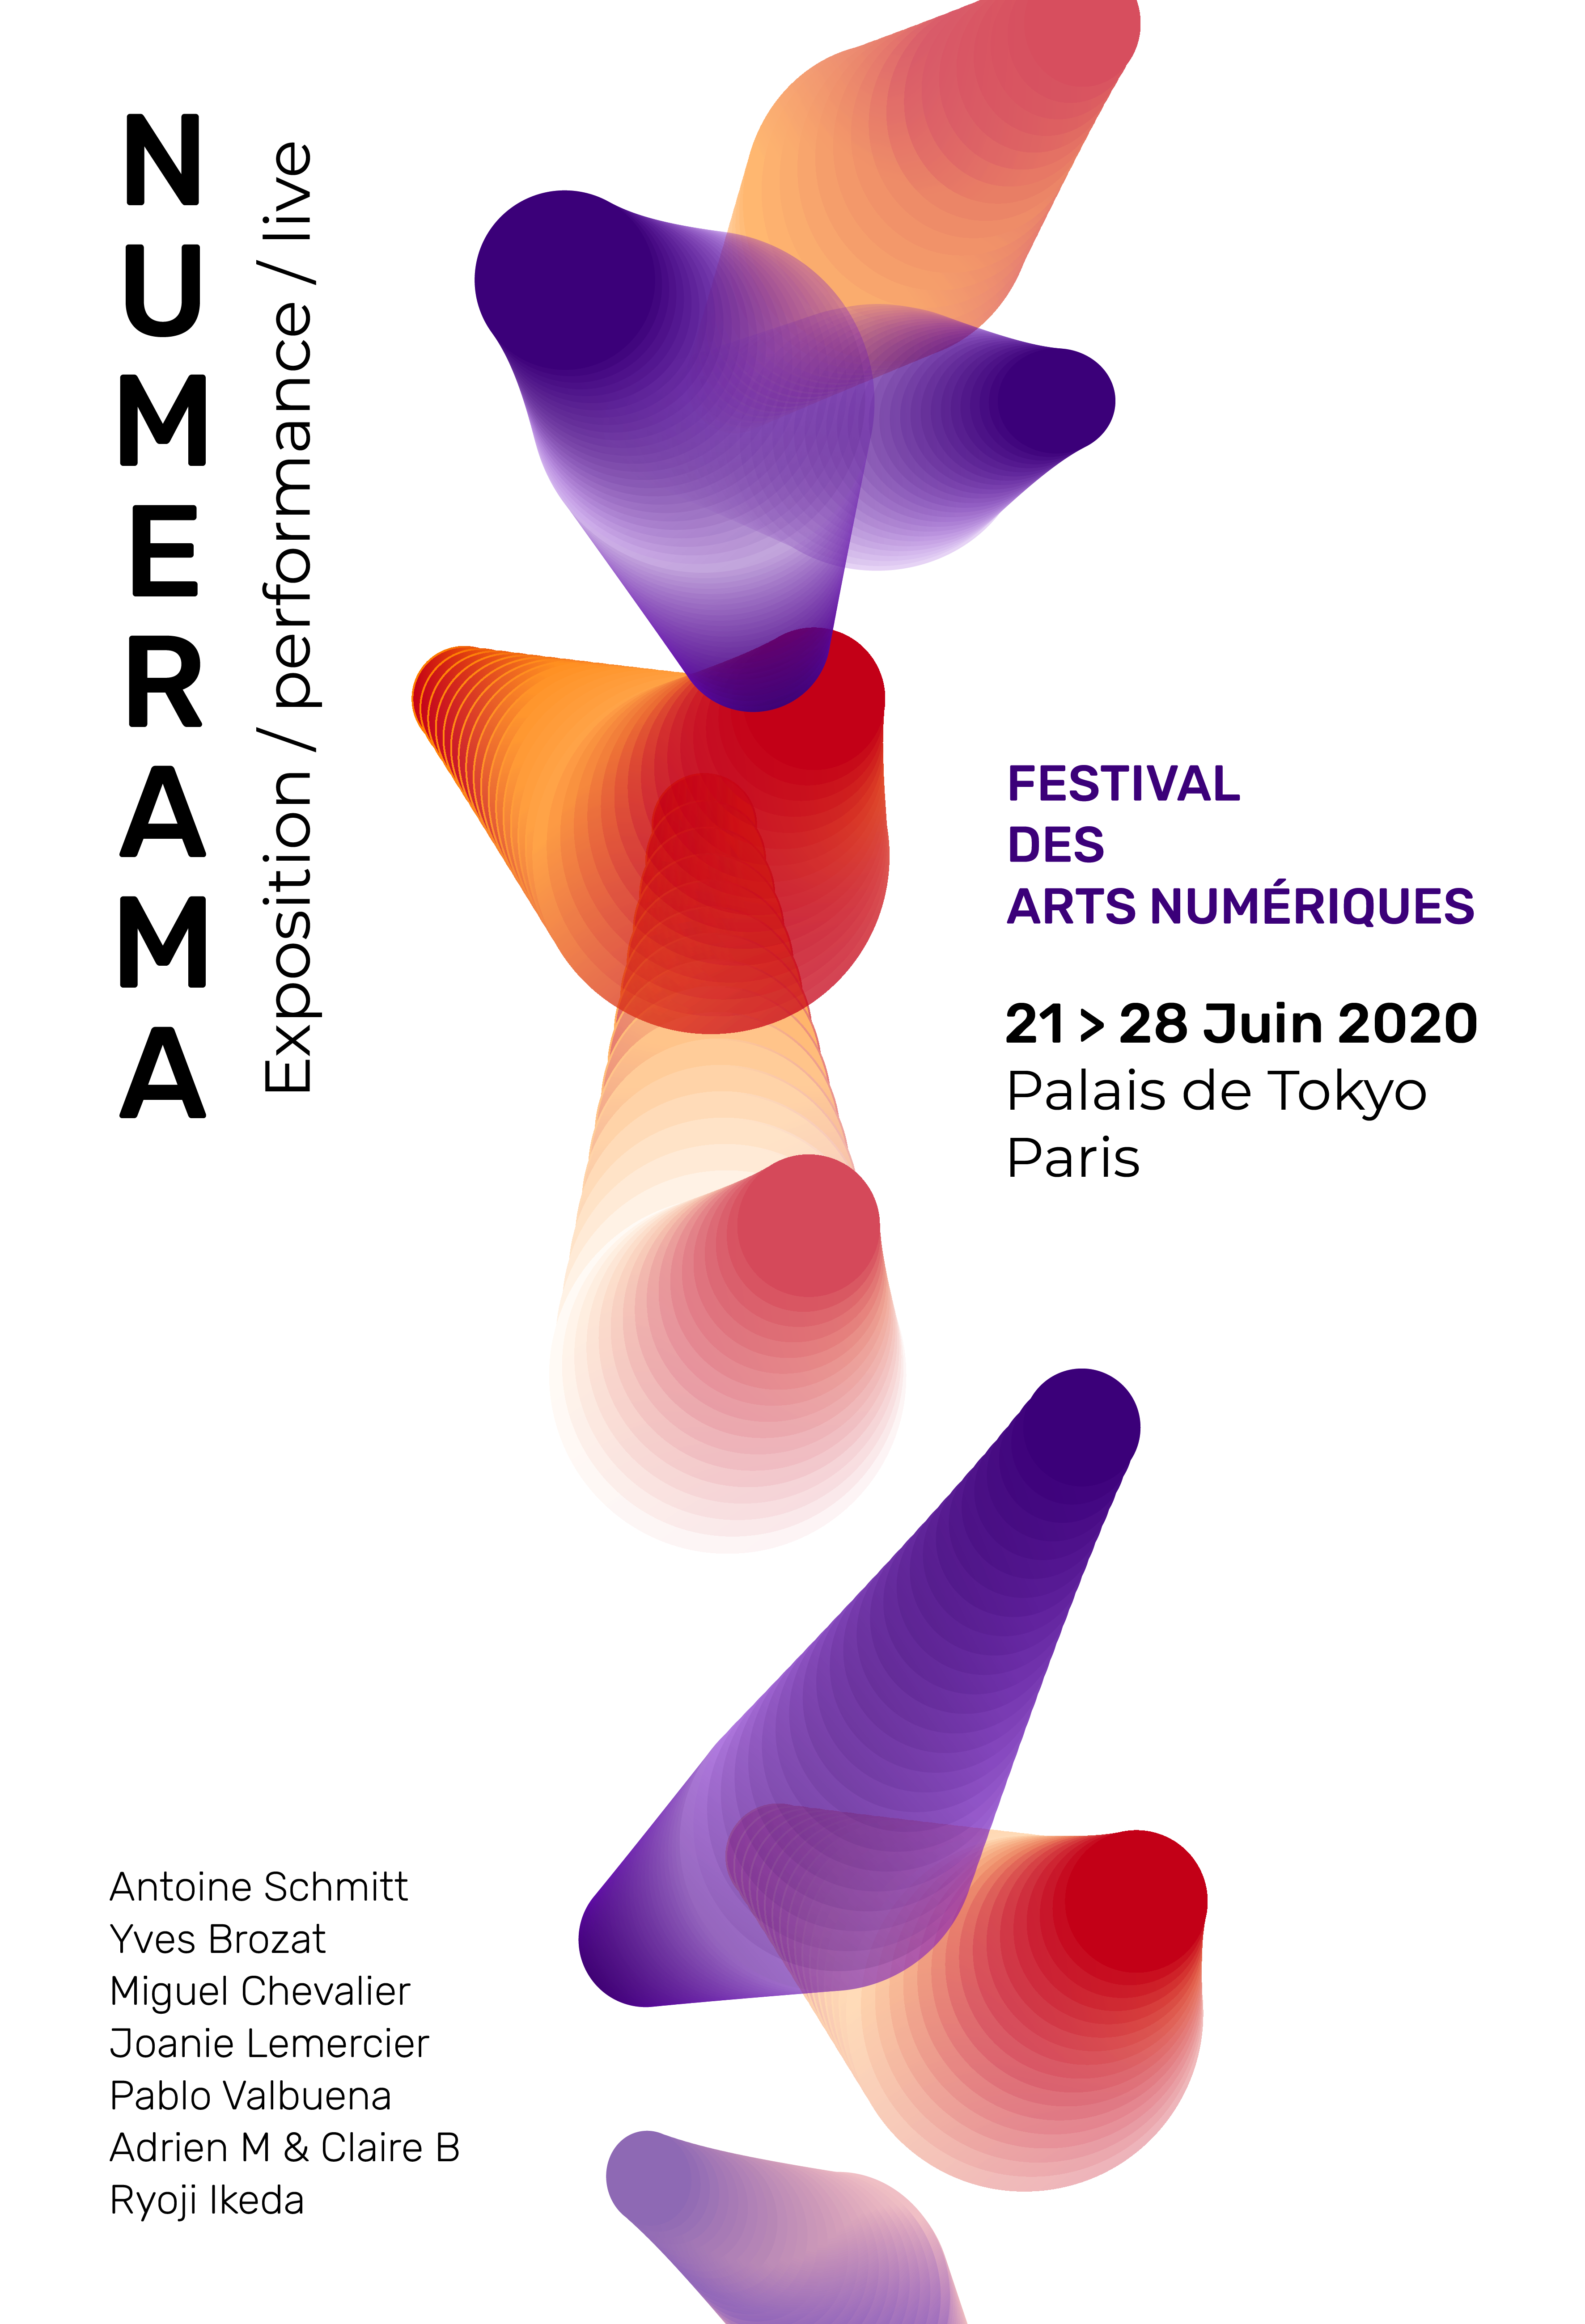 NUMERAMA
Exposition / performance / live
FESTIVAL
DES
ARTS NUMÉRIQUES
21 > 28 Juin 2020
Palais de Tokyo
Paris
Antoine Schmitt
Yves Brozat
Miguel Chevalier
Joanie Lemercier
Pablo Valbuena
Adrien M & Claire B
Ryoji Ikeda